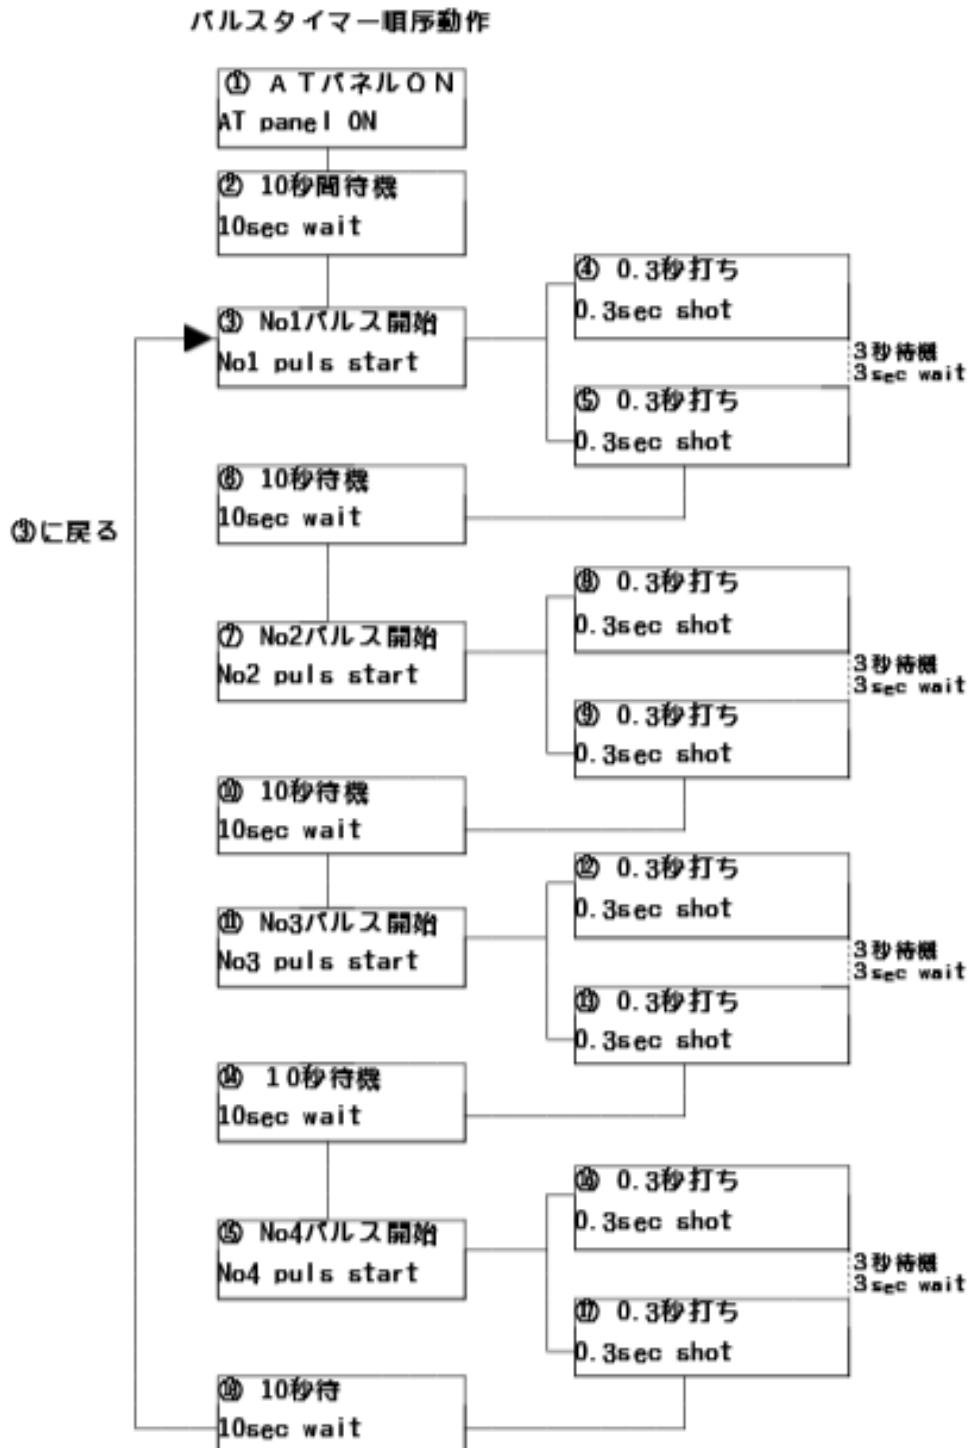 パルスタイマー順序動作
① ＡＴパネルＯＮ
AT panel ON
② 10秒間待機
10sec wait
③ No1パルス開始
No1 puls start
④ 0.3秒打ち
0.3sec shot
3秒待機
3sec wait
⑤ 0.3秒打ち
0.3sec shot
⑥ 10秒待機
10sec wait
③に戻る
⑦ No2パルス開始
No2 puls start
⑧ 0.3秒打ち
0.3sec shot
3秒待機
3sec wait
⑨ 0.3秒打ち
0.3sec shot
⑩ 10秒待機
10sec wait
⑪ No3パルス開始
No3 puls start
⑫ 0.3秒打ち
0.3sec shot
3秒待機
3sec wait
⑬ 0.3秒打ち
0.3sec shot
⑭ １０秒待機
10sec wait
⑮ No4パルス開始
No4 puls start
⑯ 0.3秒打ち
0.3sec shot
3秒待機
3sec wait
⑰ 0.3秒打ち
0.3sec shot
⑱ 10秒待
10sec wait